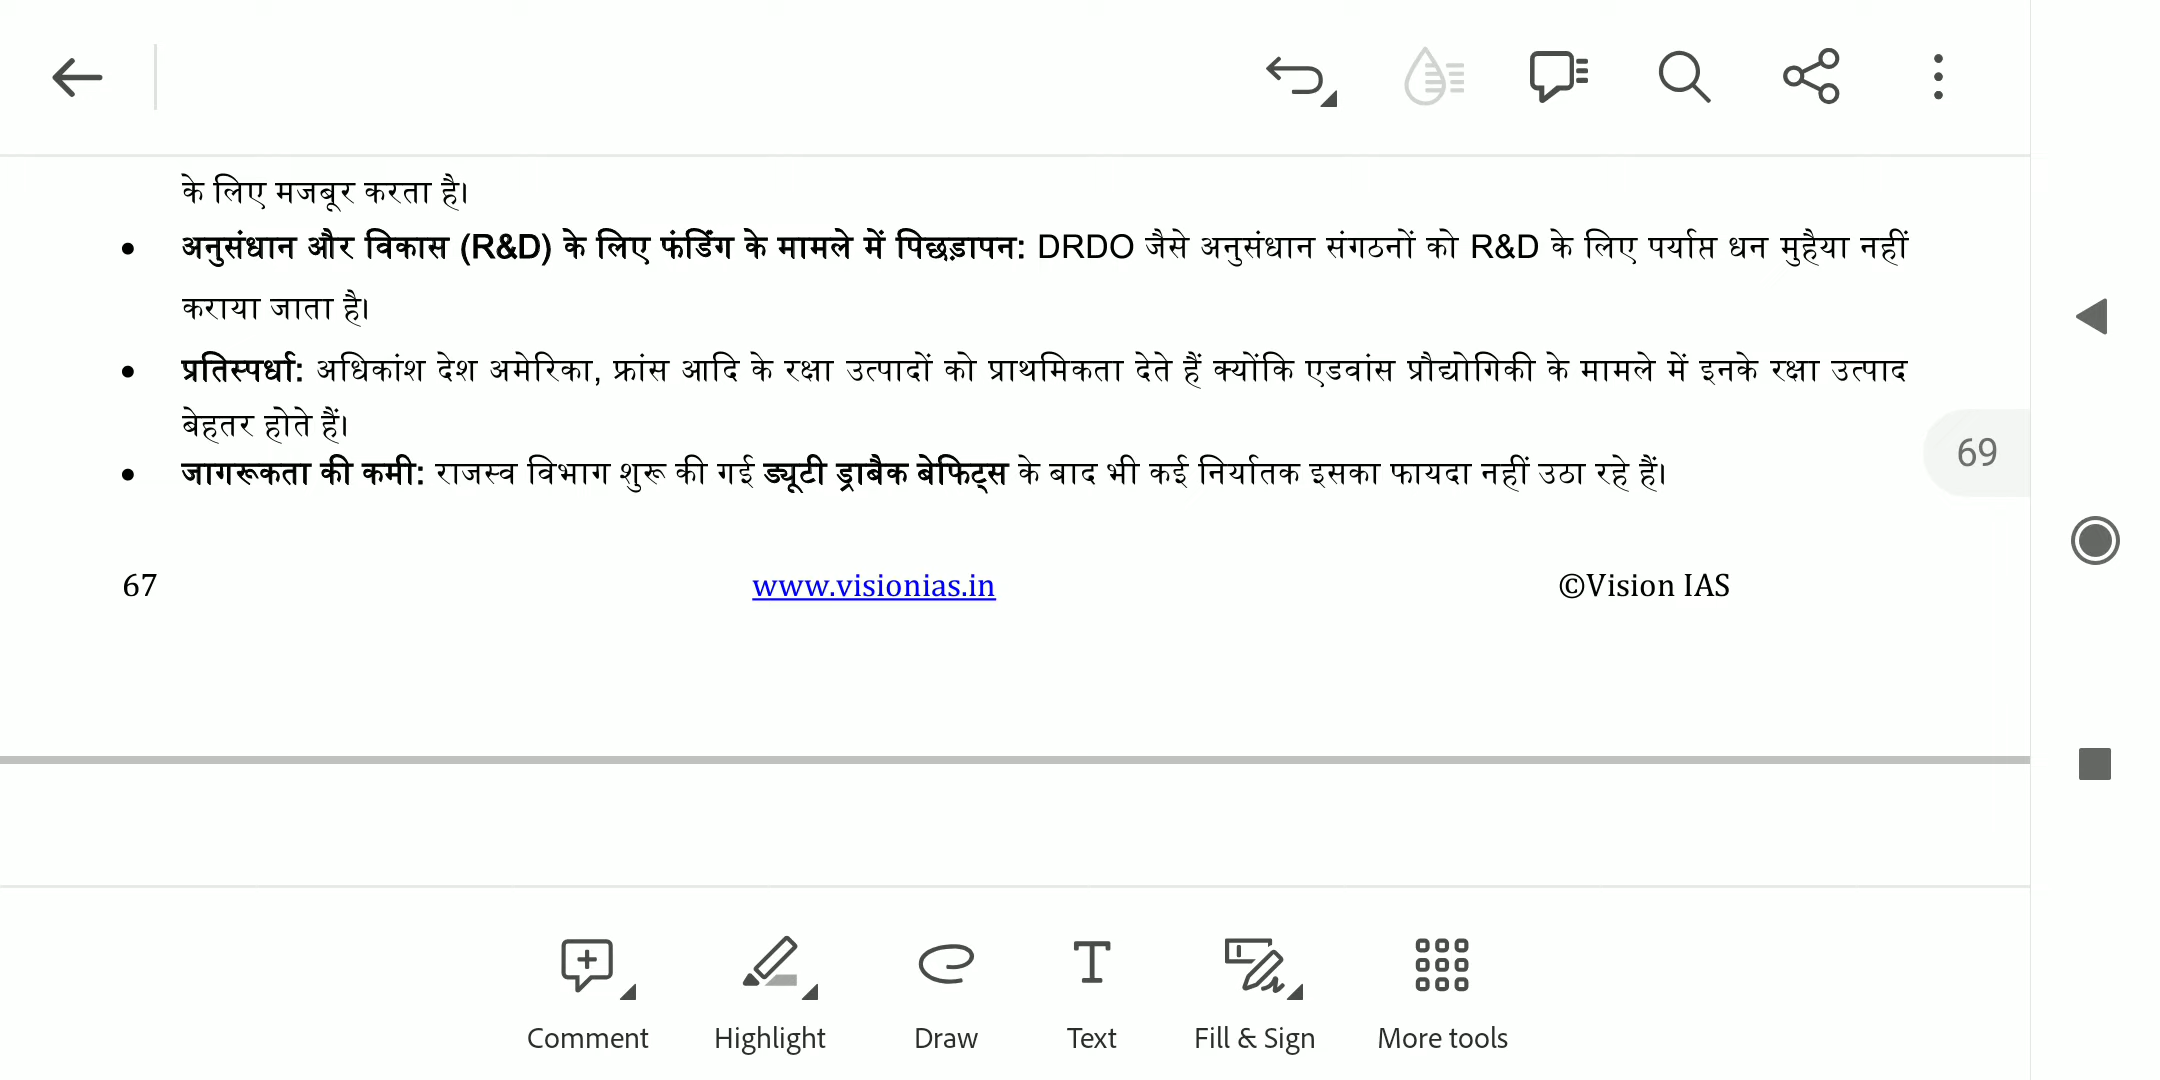 के लिए मजबूर करता है।
• अनुसंधान और विकास (R&D) के लिए फंडिंग के मामले में पिछड़ापन: DRDO जैसे अनुसंधान संगठनों को R&D के लिए पर्याप्त धन मुहैया नहीं
कराया जाता है।
• प्रतिस्पर्धा: अधिकांश देश अमेरिका, फ्रांस आदि के रक्षा उत्पादों को प्राथमिकता देते हैं क्योंकि एडवांस प्रौद्योगिकी के मामले में इनके रक्षा उत्पाद
बेहतर होते हैं।
69
• जागरूकता की कमी: राजस्व विभाग शुरू की गई ड्यूटी ड्राबैक बेफिट्स के बाद भी कई निर्यातक इसका फायदा नहीं उठा रहे हैं।
67 www.visionias.in ©Vision IAS
Comment Highlight Draw Text Fill & Sign More tools